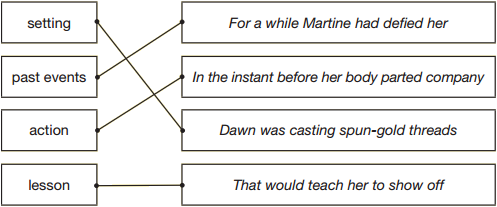 setting
For a while Martine had defied her
past events
In the instant before her body parted company
action
Dawn was casting spun-gold threads
lesson
That would teach her to show off